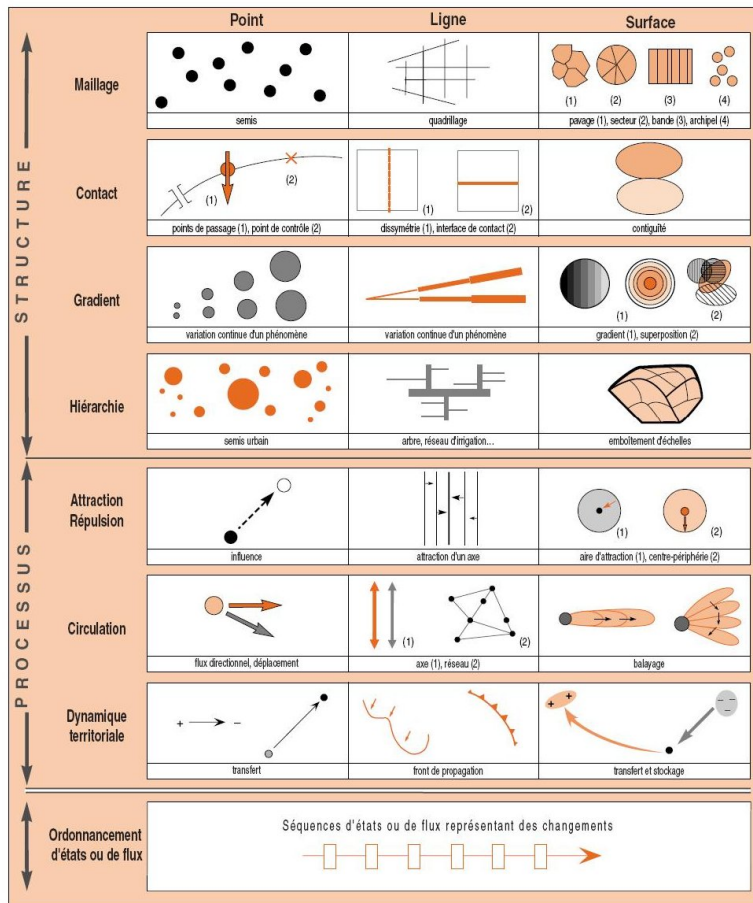 Point
Ligne
Surface
STRUCTURE
Maillage
semis
quadrillage
(1)
(2)
(3)
(4)
pavage (1), secteur (2), bande (3), archipel (4)
Contact
(1)
(2)
points de passage (1), point de contrôle (2)
(1)
(2)
dissymétrie (1), interface de contact (2)
contiguïté
Gradient
variation continue d'un phénomène
variation continue d'un phénomène
(1)
(2)
gradient (1), superposition (2)
Hiérarchie
semis urbain
arbre, réseau d'irrigation...
emboîtement d'échelles
PROCESSUS
Attraction
Répulsion
influence
attraction d'un axe
(1)
(2)
aire d'attraction (1), centre-périphérie (2)
Circulation
flux directionnel, déplacement
(1)
(2)
axe (1), réseau (2)
balayage
Dynamique
territoriale
+
–
transfert
front de propagation
+ +
– – –
transfert et stockage
Ordonnancement
d'états ou de flux
Séquences d'états ou de flux représentant des changements